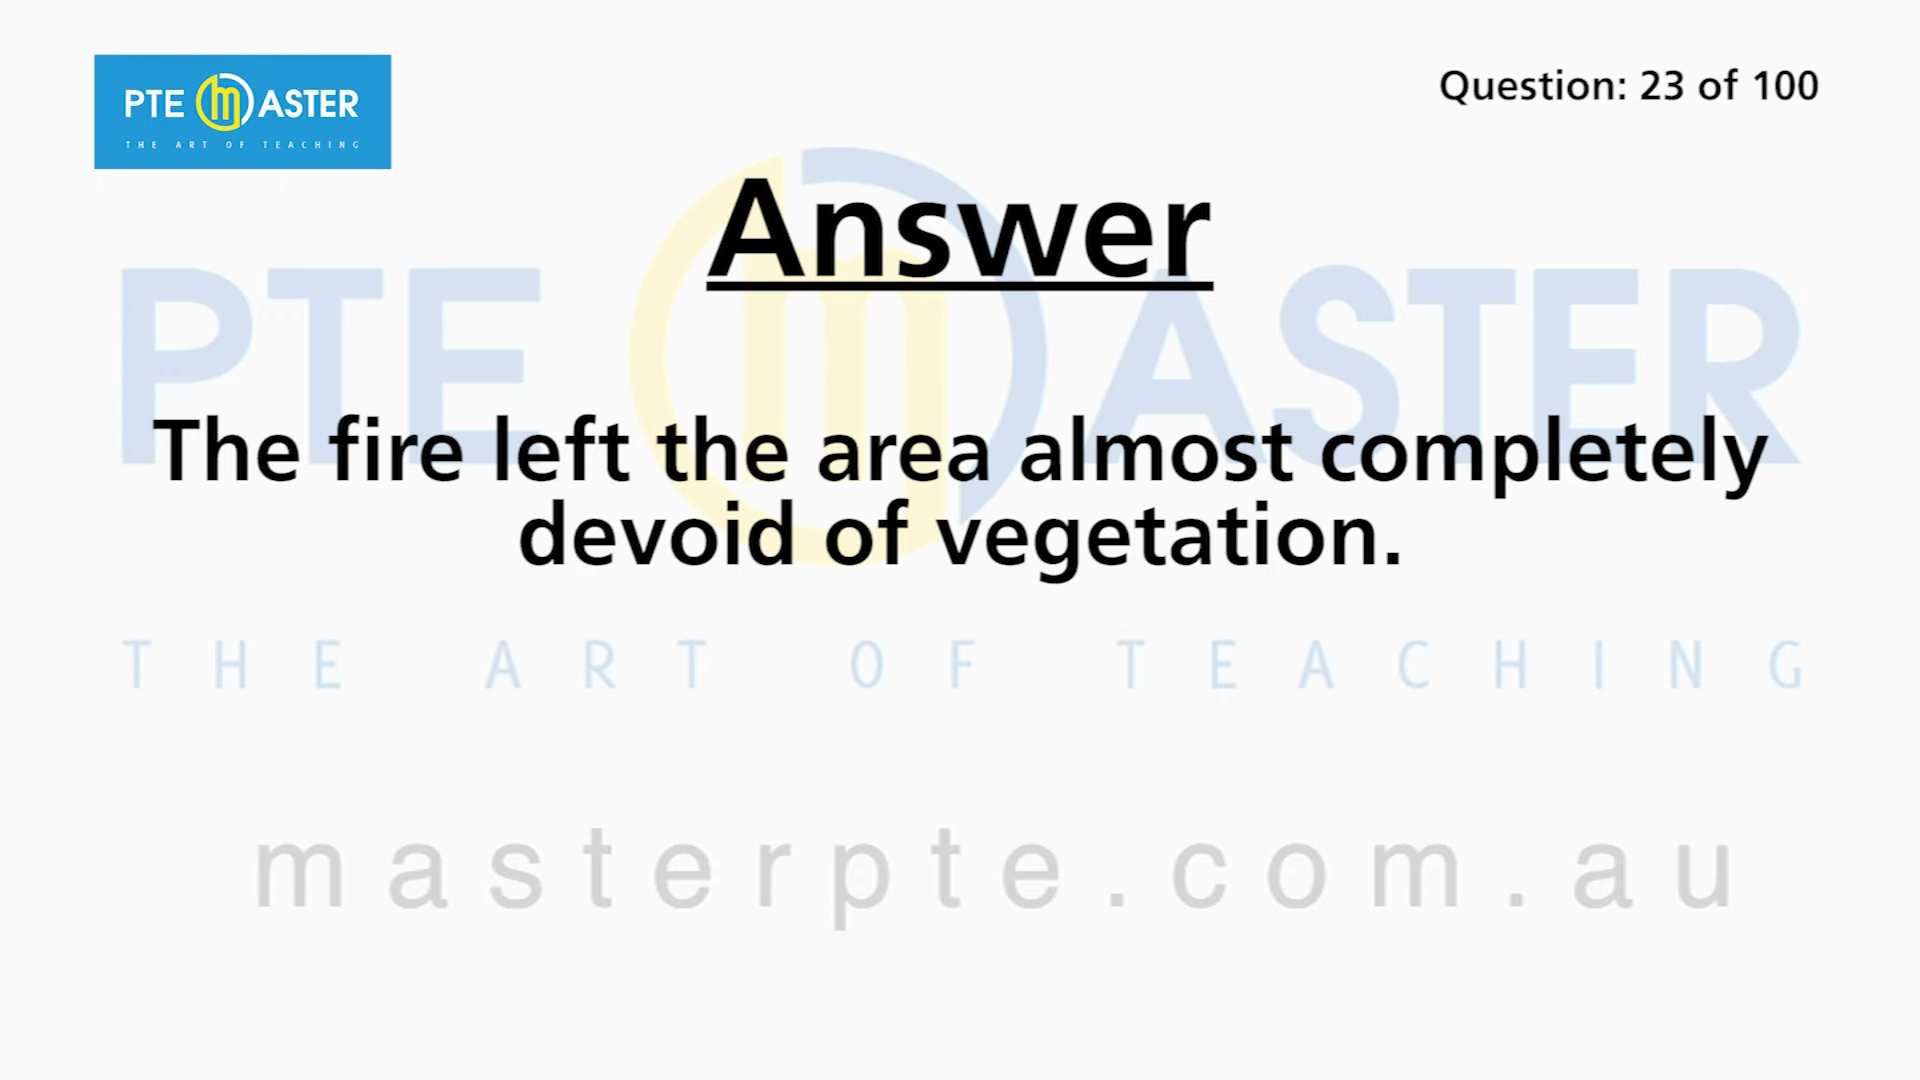 PTE MASTER
THE ART OF TEACHING
Question: 23 of 100
Answer
PTE MASTER
The fire left the area almost completely
devoid of vegetation.
THE ART OF TEACHING
masterpte.com.au